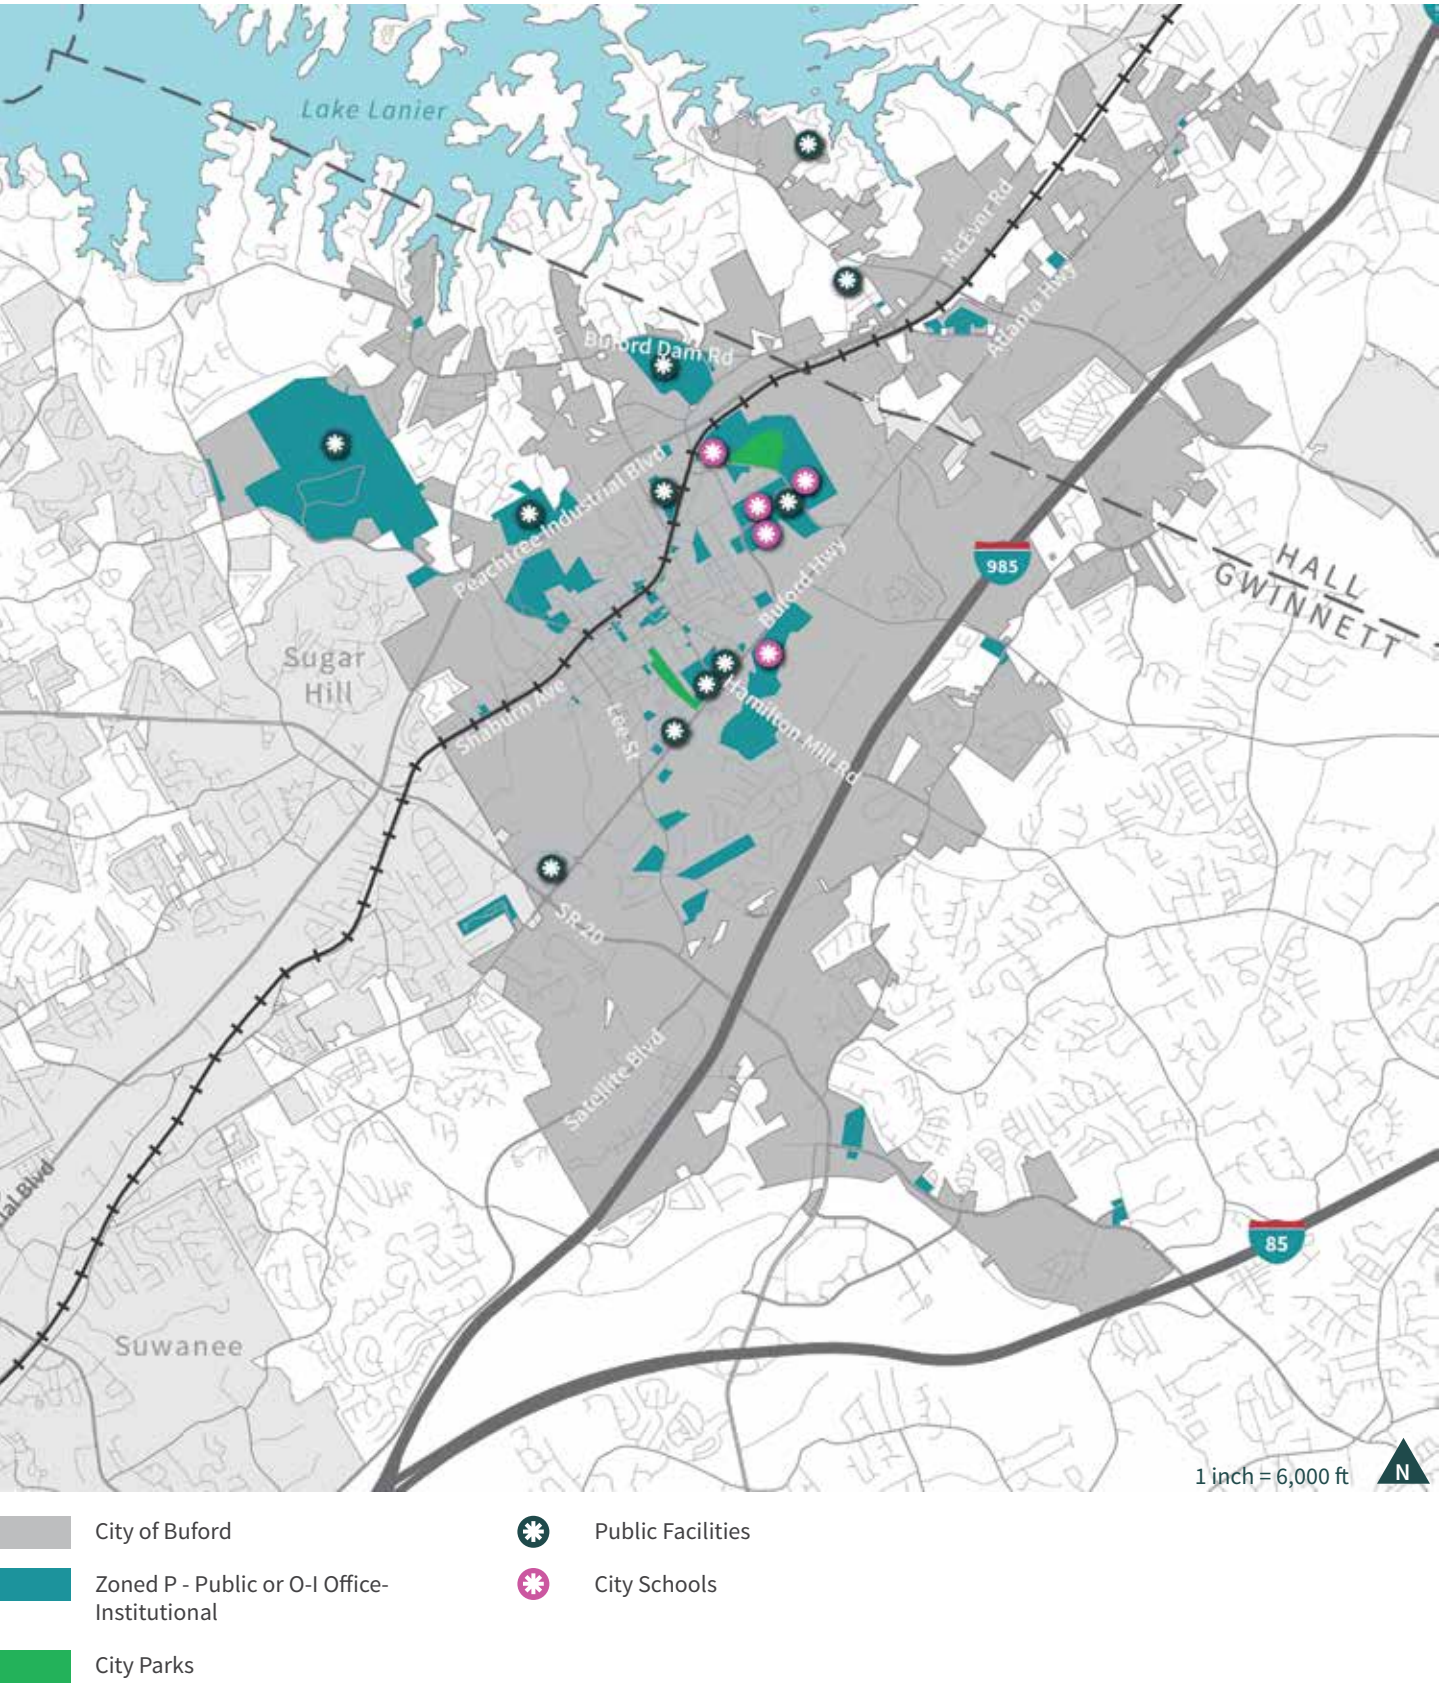 Lake Lanier
McEver Rd
Atlanta Hwy
Buford Dam Rd
Peachtree Industrial Blvd
Buford Hwy
985
HALL
GWINNETT
Sugar
Hill
Shadburn Ave
Lee St
Hamilton Mill Rd
SR 20
Satellite Blvd
ial Blvd
85
Suwanee
1 inch = 6,000 ft
N
City of Buford
Public Facilities
Zoned P - Public or O-I Office-
Institutional
City Schools
City Parks